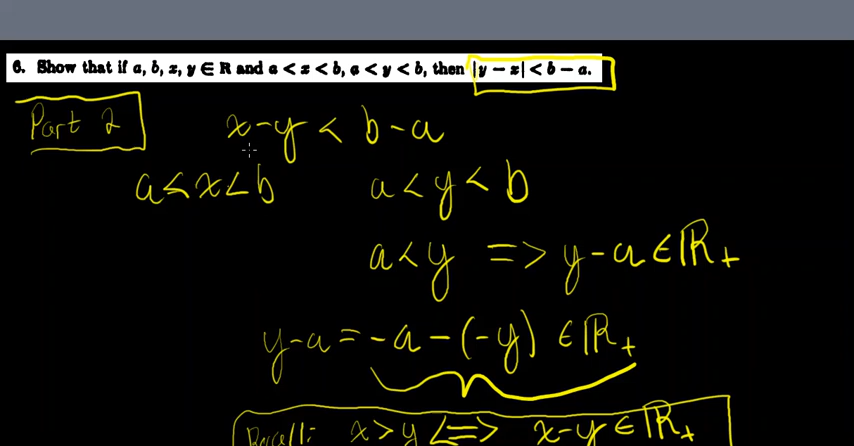 6. Show that if a, b, x, y ∈ R and a < x < b, a < y < b, then |y − x| < b − a.
Part 2
x-y < b-a
a<x<b a<y<b
a<y => y-a ∈ ℝ+
y-a = -a-(-y) ∈ ℝ+
Recall: x>y <=> x-y ∈ ℝ+